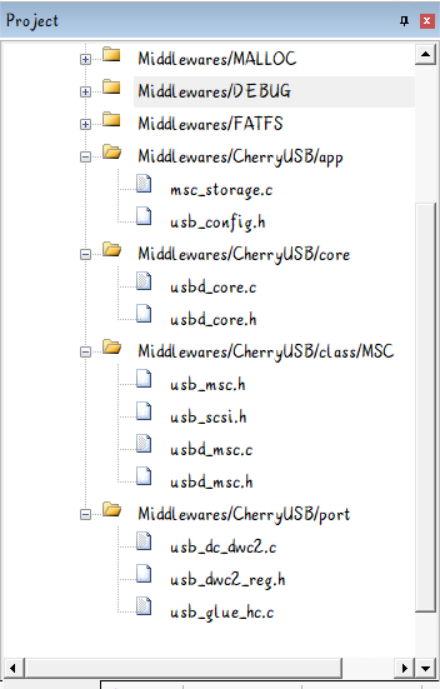 Project
Middlewares/MALLOC
Middlewares/DEBUG
Middlewares/FATFS
Middlewares/CherryUSB/app
msc_storage.c
usb_config.h
Middlewares/CherryUSB/core
usbd_core.c
usbd_core.h
Middlewares/CherryUSB/class/MSC
usb_msc.h
usb_scsi.h
usbd_msc.c
usbd_msc.h
Middlewares/CherryUSB/port
usb_dc_dwc2.c
usb_dwc2_reg.h
usb_glue_hc.c